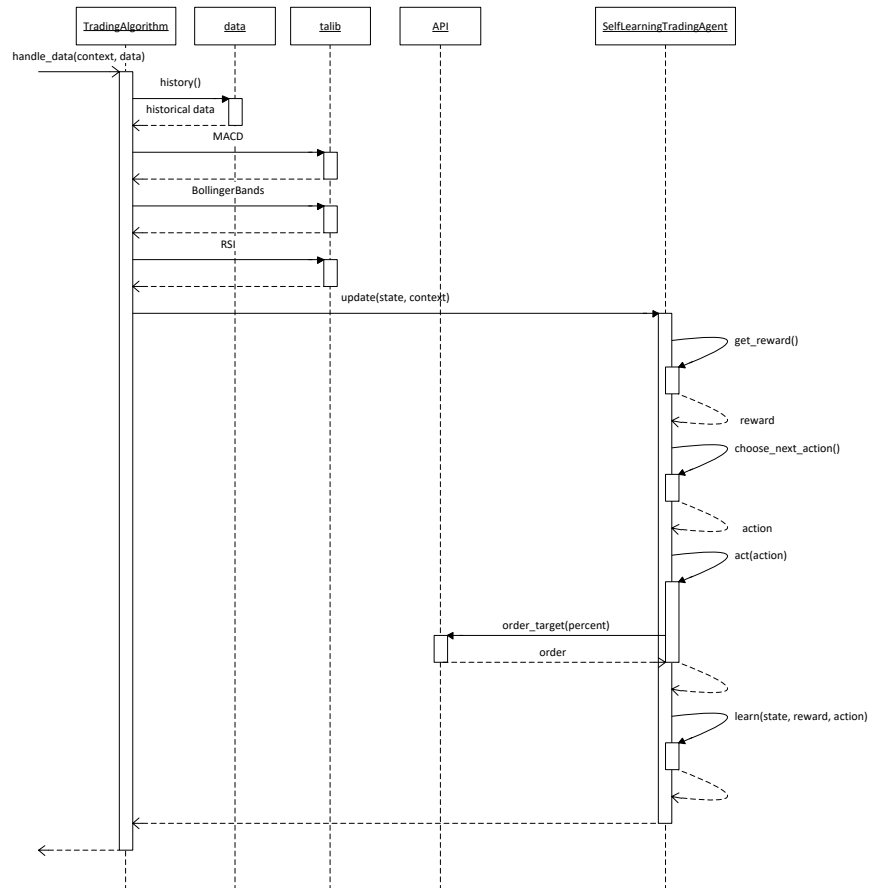 TradingAlgorithm
data
talib
API
SelfLearningTradingAgent
handle_data(context, data)
history()
historical data
MACD
BollingerBands
RSI
update(state, context)
get_reward()
reward
choose_next_action()
action
act(action)
order_target(percent)
order
learn(state, reward, action)